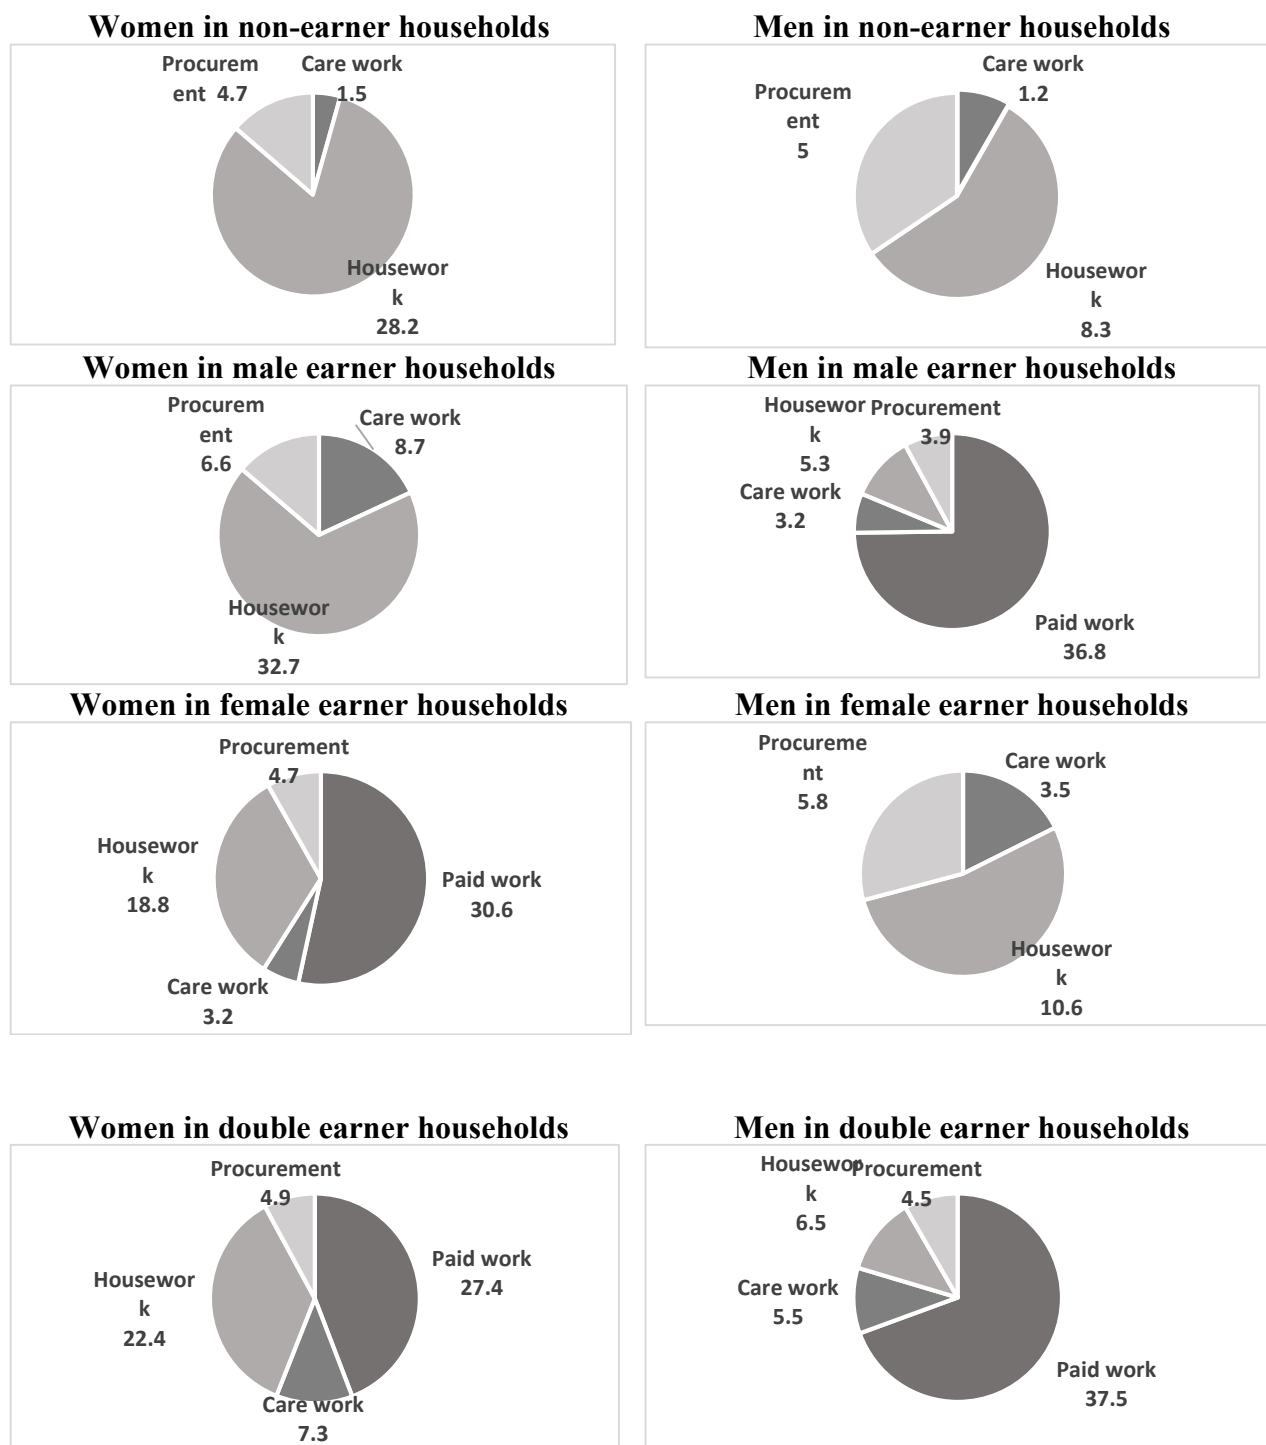 Women in non-earner households
Procurem
ent 4.7
Care work
1.5
Housewor
k
28.2
Men in non-earner households
Care work
1.2
Procurem
ent
5
Housewor
k
8.3
Women in male earner households
Procurem
ent
6.6
Care work
8.7
Housewor
k
32.7
Men in male earner households
Housewor
k
5.3
Procurement
3.9
Care work
3.2
Paid work
36.8
Women in female earner households
Procurement
4.7
Housewor
k
18.8
Paid work
30.6
Care work
3.2
Men in female earner households
Procureme
nt
5.8
Care work
3.5
Housewor
k
10.6
Women in double earner households
Procurement
4.9
Paid work
27.4
Housewor
k
22.4
Care work
7.3
Men in double earner households
Housewor
k
6.5
Procurement
4.5
Care work
5.5
Paid work
37.5